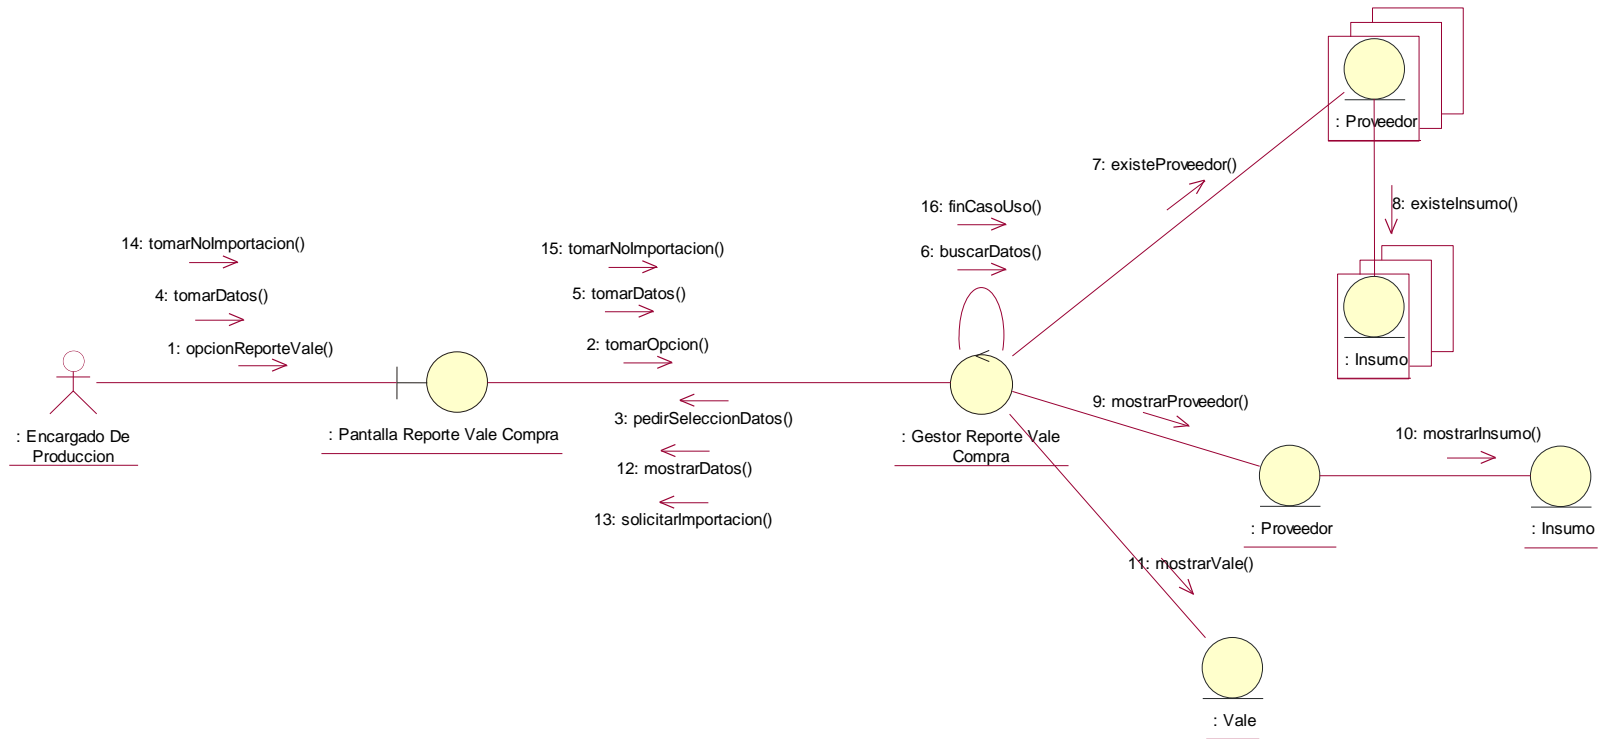 : Proveedor
7: existeProveedor()
8: existeInsumo()
16: finCasoUso()
14: tomarNoImportacion()
15: tomarNoImportacion()
6: buscarDatos()
4: tomarDatos()
5: tomarDatos()
1: opcionReporteVale()
2: tomarOpcion()
: Insumo
9: mostrarProveedor()
3: pedirSeleccionDatos()
: Encargado De
Produccion
: Pantalla Reporte Vale Compra
: Gestor Reporte Vale
Compra
10: mostrarInsumo()
12: mostrarDatos()
13: solicitarImportacion()
: Proveedor
: Insumo
11: mostrarVale()
: Vale